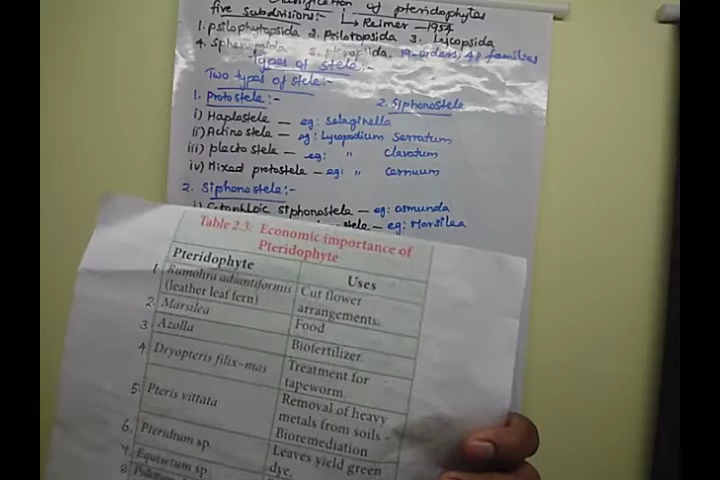 Classification of pteridophytes
five subdivisions:- → Reimer - 1954
1. psilophytopsida 2. Psilotopsida 3. Lycopsida
4. Sphenopsida 5. pteropsida. 19-orders, 48 families
Types of stele:-
Two types of stele:-
1. Protostele:- 2. Siphonostele
i) Haplostele - eg: Selaginella
ii) Actinostele - eg: Lycopodium Serratum
iii) plectostele - eg: " Clavatum
iv) Mixed protostele - eg: " Cernuum
2. Siphonostele:-
i) Ectophloic siphonostele - eg: osmunda
stele - eg: Marsilea
Table 2.3: Economic importance of
Pteridophyte
Pteridophyte Uses
1. Rumohra adiantiformis Cut flower
(leather leaf fern) arrangements.
2. Marsilea Food
3. Azolla Biofertilizer.
4. Dryopteris filix-mas Treatment for
tapeworm.
5. Pteris vittata Removal of heavy
metals from soils -
Bioremediation
6. Pteridium sp. Leaves yield green
dye.
7. Equisetum sp
8